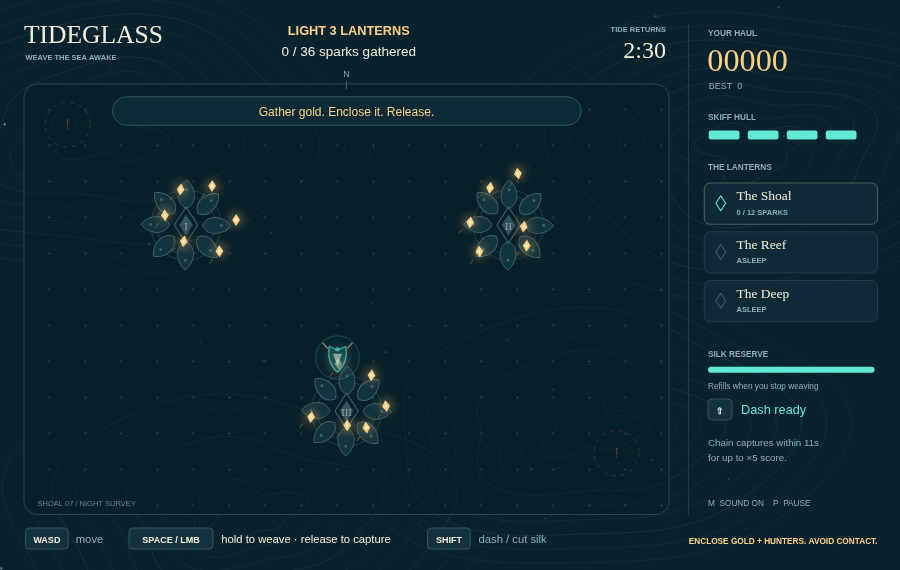 TIDEGLASS
WEAVE THE SEA AWAKE
LIGHT 3 LANTERNS
0 / 36 sparks gathered
TIDE RETURNS
2:30
N
!
Gather gold. Enclose it. Release.
I
II
III
!
SHOAL 07 / NIGHT SURVEY
YOUR HAUL
00000
BEST 0
SKIFF HULL
THE LANTERNS
The Shoal
0 / 12 SPARKS
The Reef
ASLEEP
The Deep
ASLEEP
SILK RESERVE
Refills when you stop weaving
⇧ Dash ready
Chain captures within 11s
for up to ×5 score.
M SOUND ON P PAUSE
WASD move SPACE / LMB hold to weave · release to capture SHIFT dash / cut silk
ENCLOSE GOLD + HUNTERS. AVOID CONTACT.